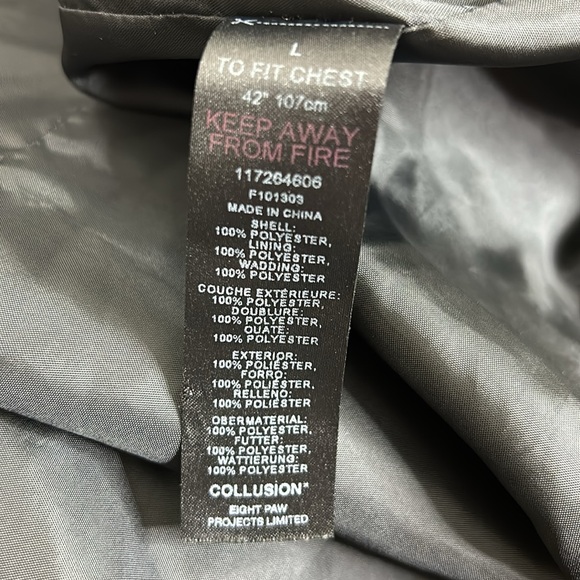 L
TO FIT CHEST
42" 107cm
KEEP AWAY
FROM FIRE
117264606
F101303
MADE IN CHINA
SHELL:
100% POLYESTER,
LINING:
100% POLYESTER,
WADDING:
100% POLYESTER
COUCHE EXTÉRIEURE:
100% POLYESTER,
DOUBLURE:
100% POLYESTER,
OUATE:
100% POLYESTER
EXTERIOR:
100% POLIÉSTER,
FORRO:
100% POLIÉSTER,
RELLENO:
100% POLIÉSTER
OBERMATERIAL:
100% POLYESTER,
FUTTER:
100% POLYESTER,
WATTIERUNG:
100% POLYESTER
COLLUSION"
EIGHT PAW
PROJECTS LIMITED